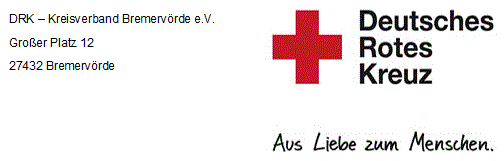 DRK – Kreisverband Bremervörde e.V.
Großer Platz 12
27432 Bremervörde
Deutsches
Rotes
Kreuz
Aus Liebe zum Menschen.